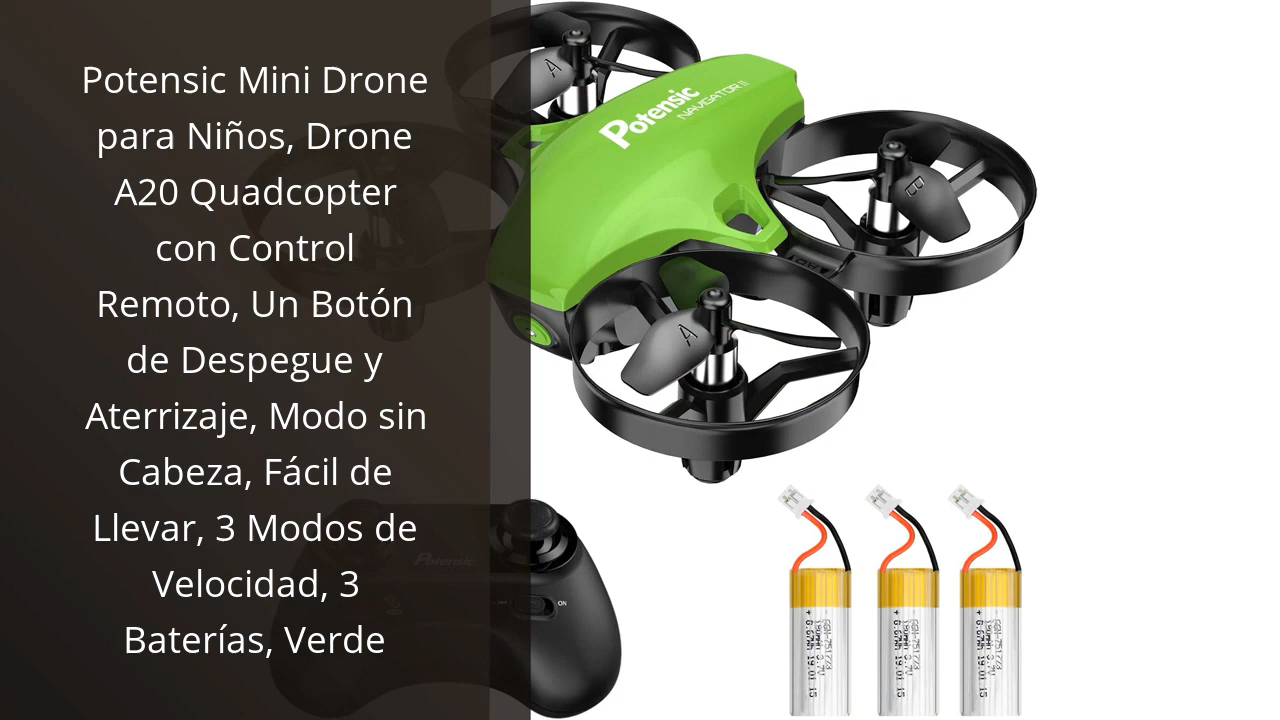 Potensic Mini Drone
para Niños, Drone
A20 Quadcopter
con Control
Remoto, Un Botón
de Despegue y
Aterrizaje, Modo sin
Cabeza, Fácil de
Llevar, 3 Modos de
Velocidad, 3
Baterías, Verde
Potensic
NAVIGATOR II
A
B
A
Potensic
ON